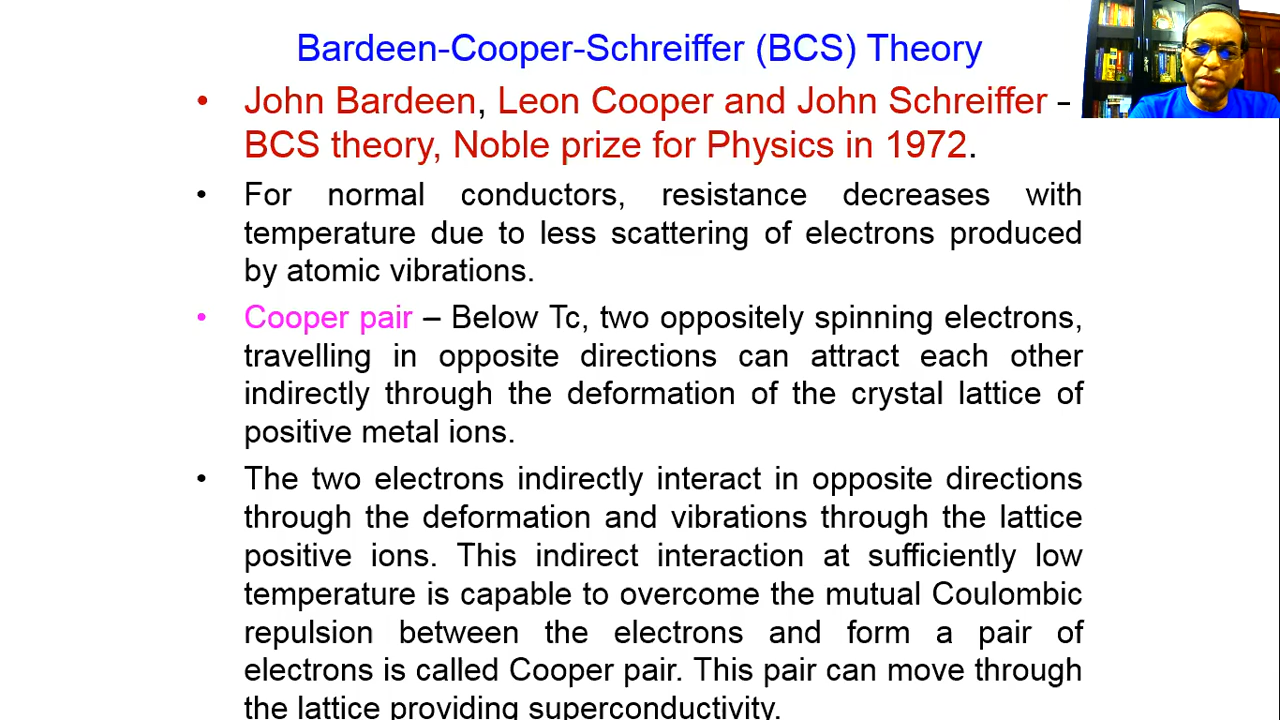 Bardeen-Cooper-Schreiffer (BCS) Theory
• John Bardeen, Leon Cooper and John Schreiffer –
BCS theory, Noble prize for Physics in 1972.
• For normal conductors, resistance decreases with
temperature due to less scattering of electrons produced
by atomic vibrations.
• Cooper pair – Below Tc, two oppositely spinning electrons,
travelling in opposite directions can attract each other
indirectly through the deformation of the crystal lattice of
positive metal ions.
• The two electrons indirectly interact in opposite directions
through the deformation and vibrations through the lattice
positive ions. This indirect interaction at sufficiently low
temperature is capable to overcome the mutual Coulombic
repulsion between the electrons and form a pair of
electrons is called Cooper pair. This pair can move through
the lattice providing superconductivity.